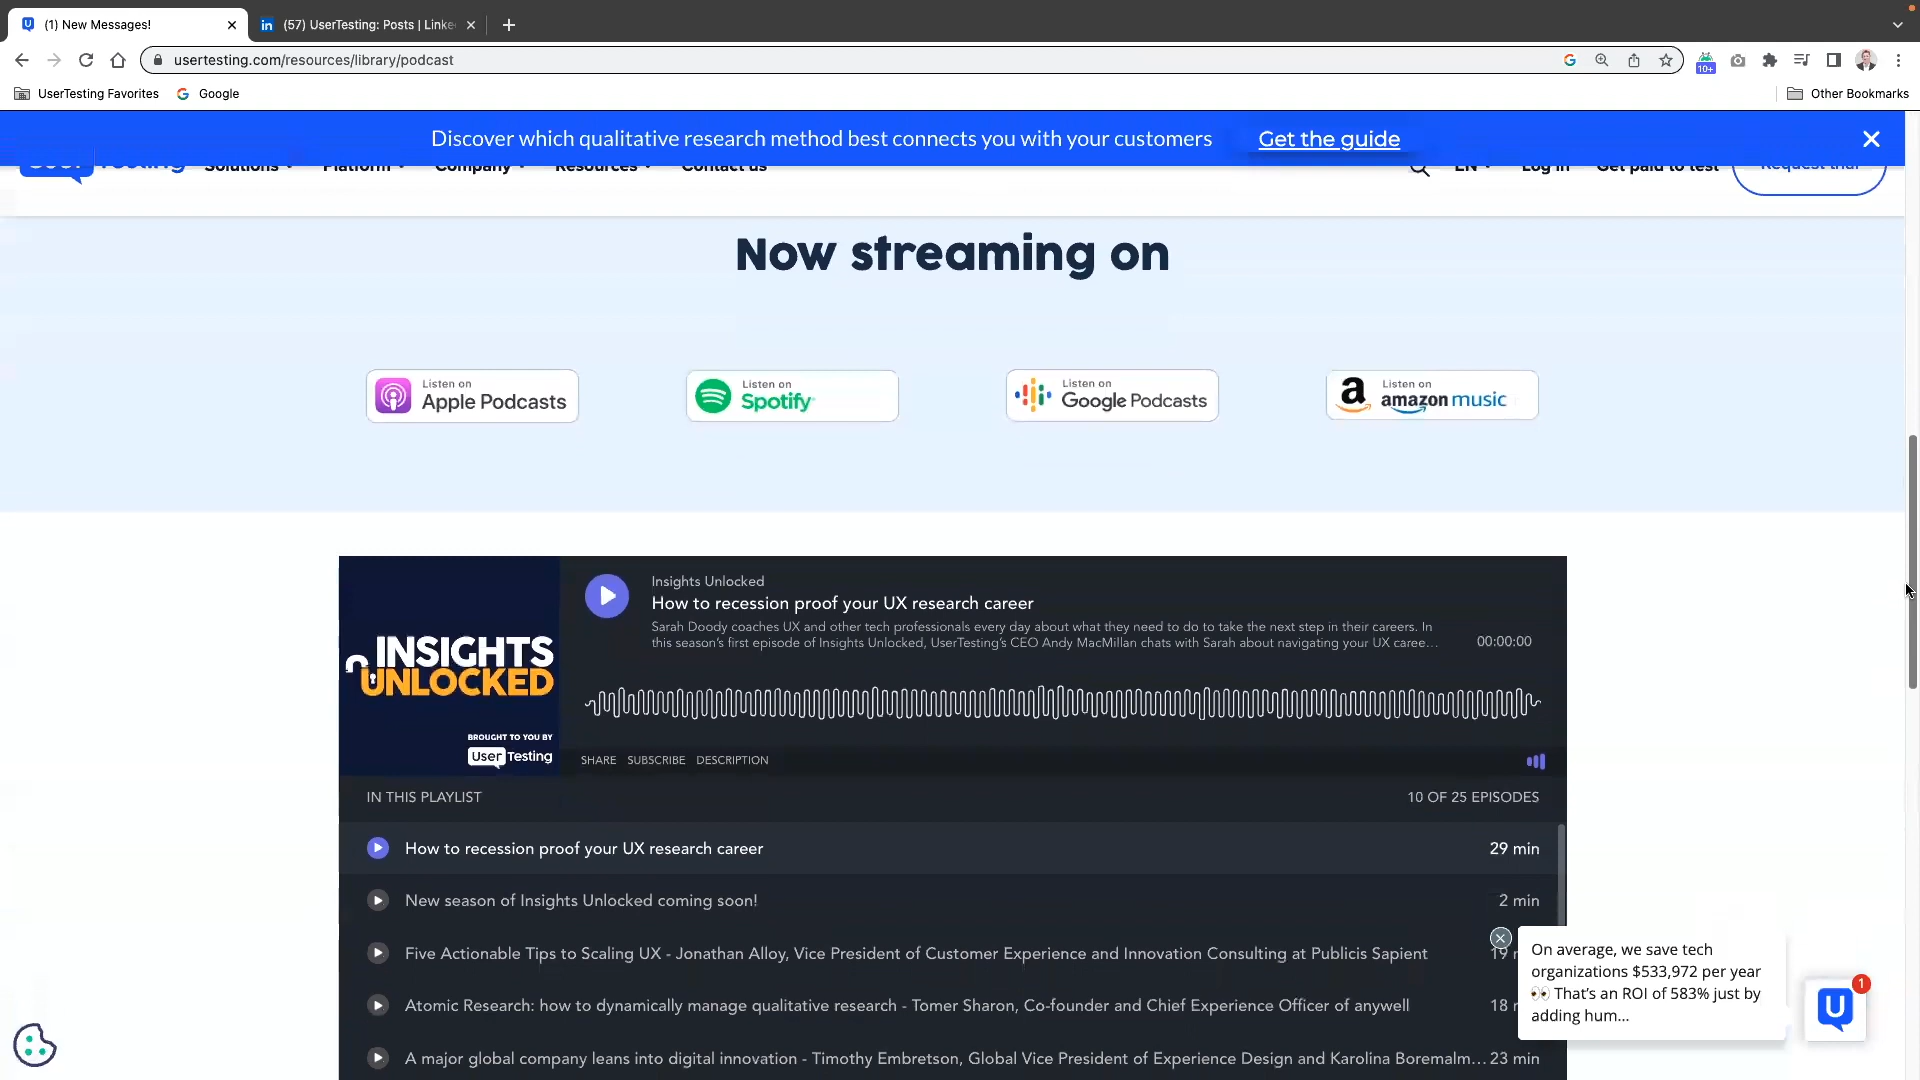 (1) New Messages!
(57) UserTesting: Posts | Linke
usertesting.com/resources/library/podcast
10+
UserTesting Favorites
Google
Other Bookmarks
Discover which qualitative research method best connects you with your customers Get the guide
User Testing Solutions Platform Company Resources Contact us EN Log in Get paid to test Request trial
Now streaming on
Listen on
Apple Podcasts
Listen on
Spotify
Listen on
Google Podcasts
Listen on
amazon music
INSIGHTS
UNLOCKED
BROUGHT TO YOU BY
UserTesting
Insights Unlocked
How to recession proof your UX research career
Sarah Doody coaches UX and other tech professionals every day about what they need to do to take the next step in their careers. In
this season's first episode of Insights Unlocked, UserTesting's CEO Andy MacMillan chats with Sarah about navigating your UX caree...
00:00:00
SHARE SUBSCRIBE DESCRIPTION
IN THIS PLAYLIST
10 OF 25 EPISODES
How to recession proof your UX research career 29 min
New season of Insights Unlocked coming soon! 2 min
Five Actionable Tips to Scaling UX - Jonathan Alloy, Vice President of Customer Experience and Innovation Consulting at Publicis Sapient 19
Atomic Research: how to dynamically manage qualitative research - Tomer Sharon, Co-founder and Chief Experience Officer of anywell 18
A major global company leans into digital innovation - Timothy Embretson, Global Vice President of Experience Design and Karolina Boremalm... 23 min
On average, we save tech
organizations $533,972 per year
👀 That's an ROI of 583% just by
adding hum...
1